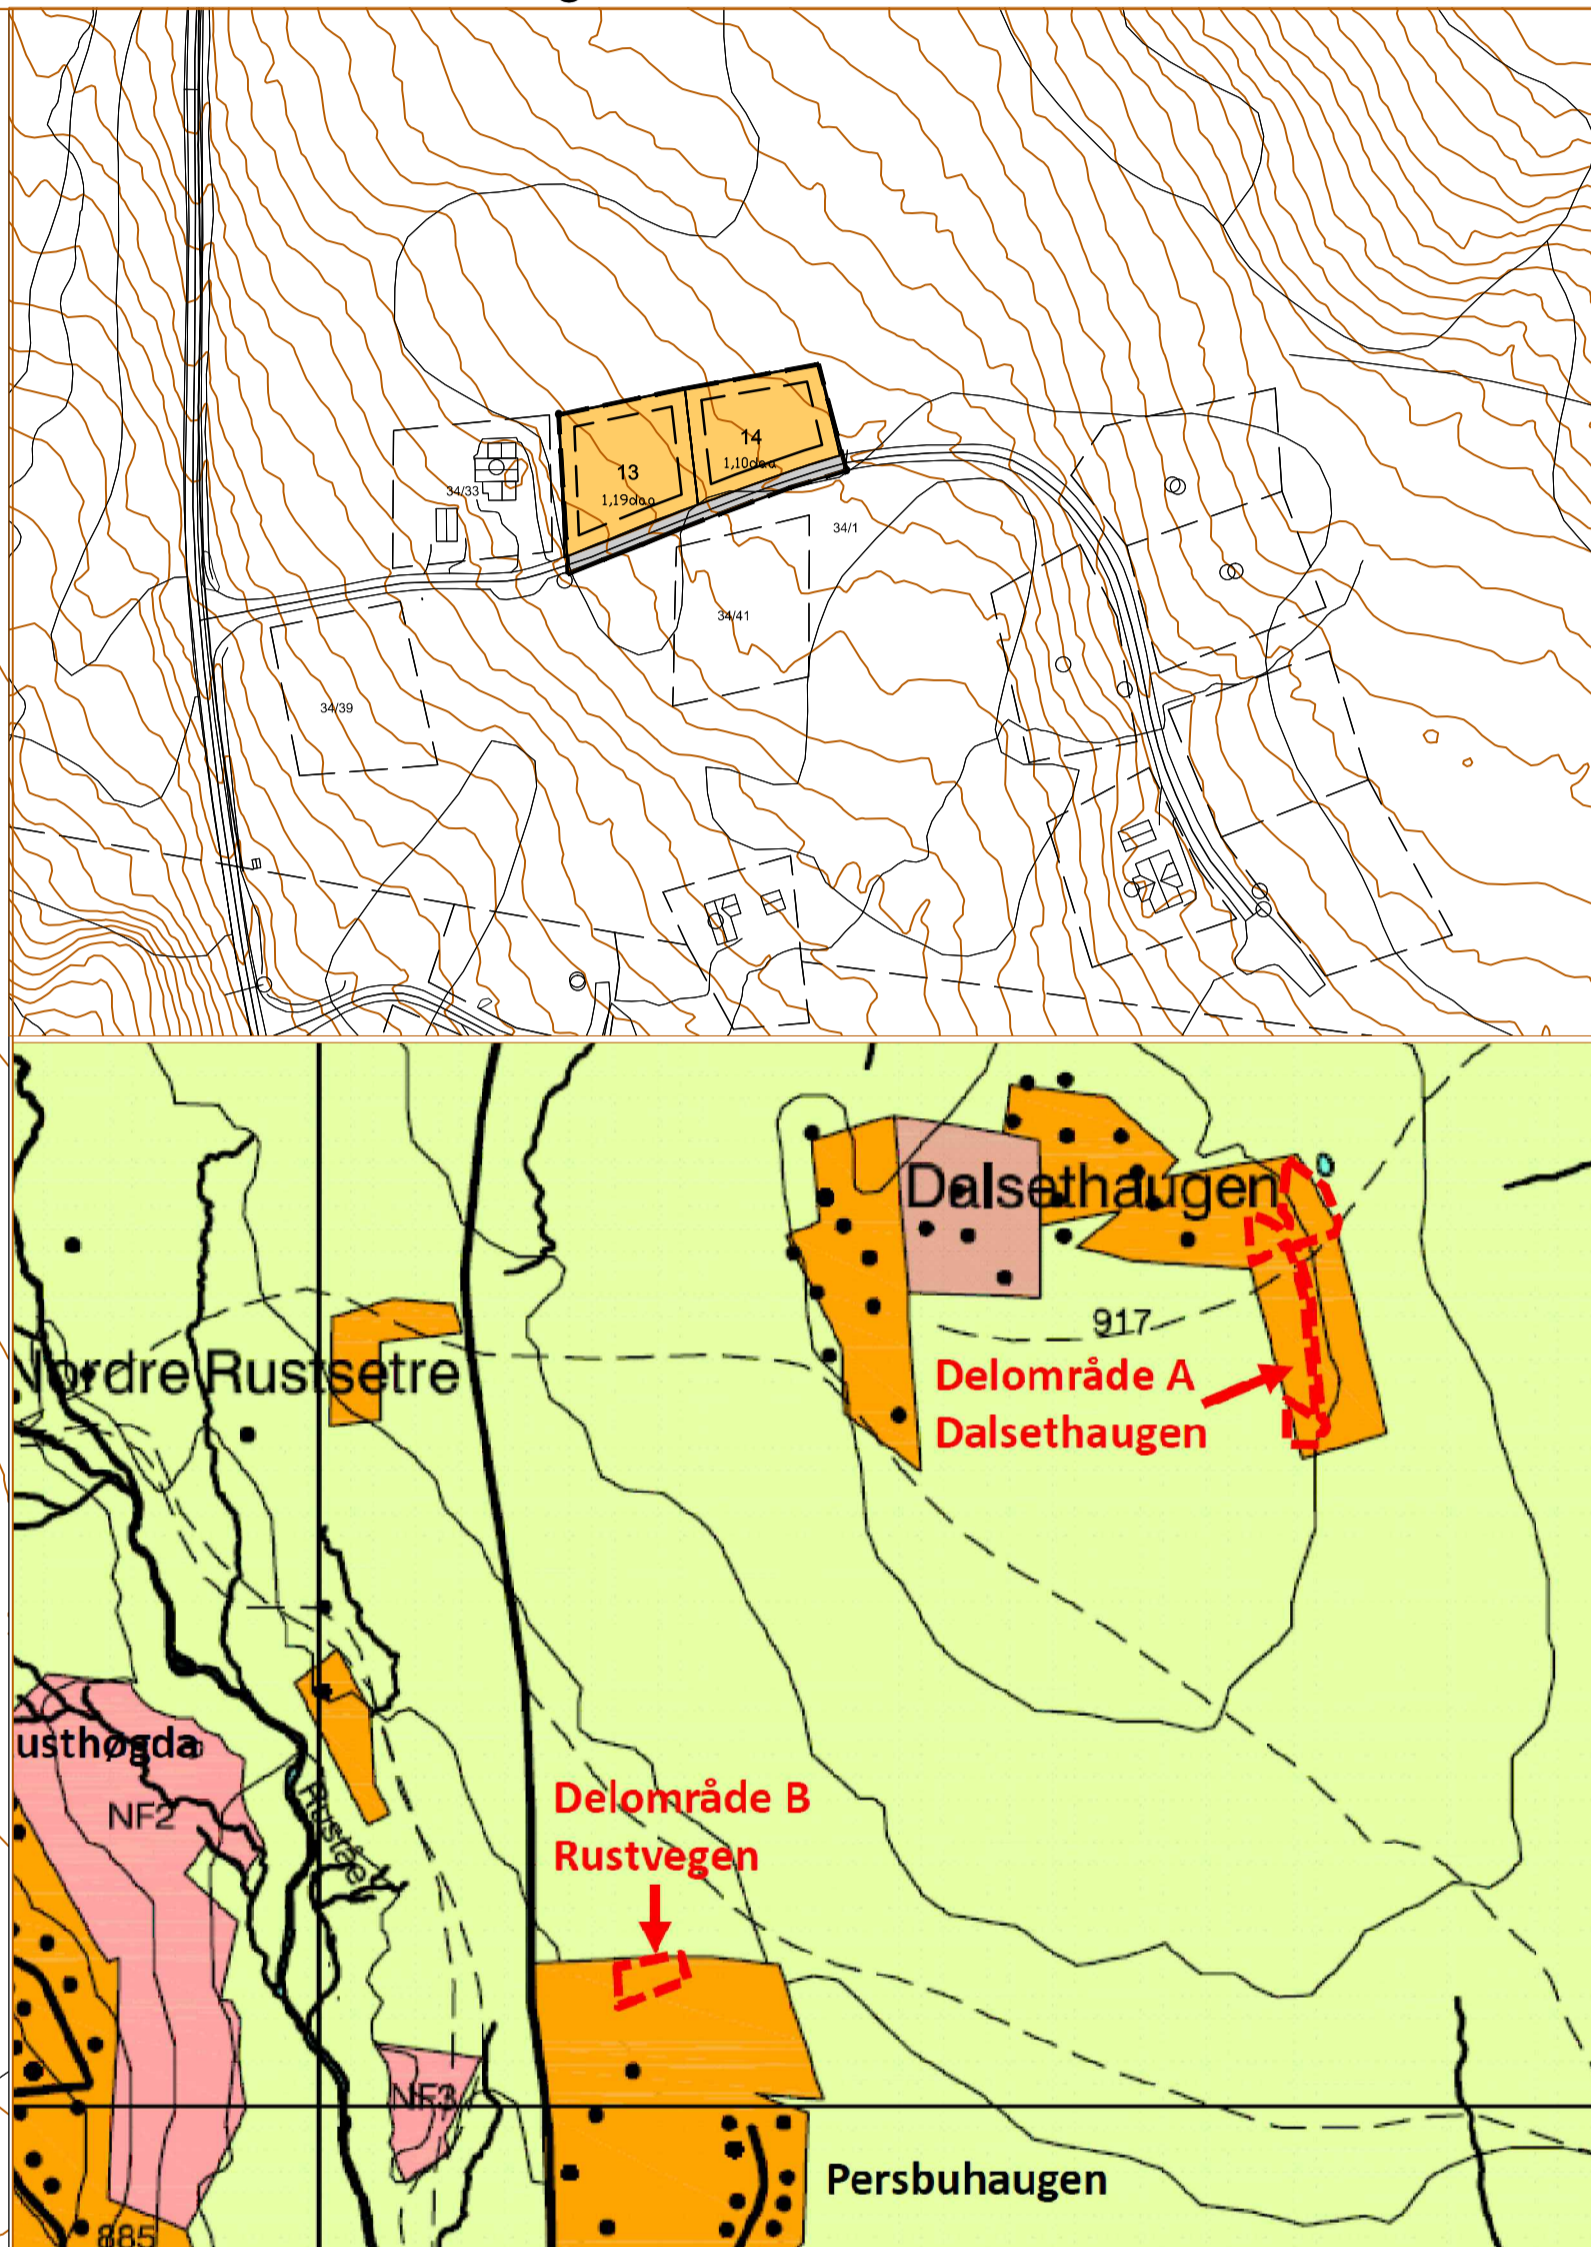 14
1,10daa
13
1,19daa
34/33
34/1
34/41
34/39
Dalsethaugen
917
Nordre Rustsetre
Delområde A
Dalsethaugen
usthøgda
NF2
Ruståe
Delområde B
Rustvegen
NF3
Persbuhaugen
885